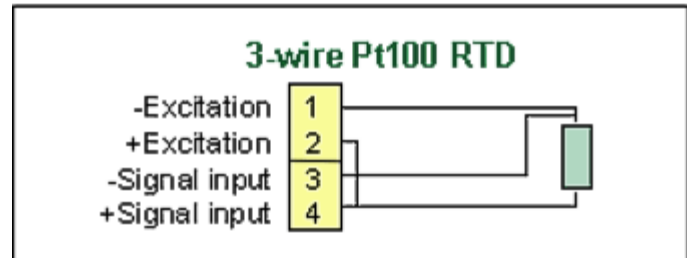 3-wire Pt100 RTD
-Excitation 1
+Excitation 2
-Signal input 3
+Signal input 4